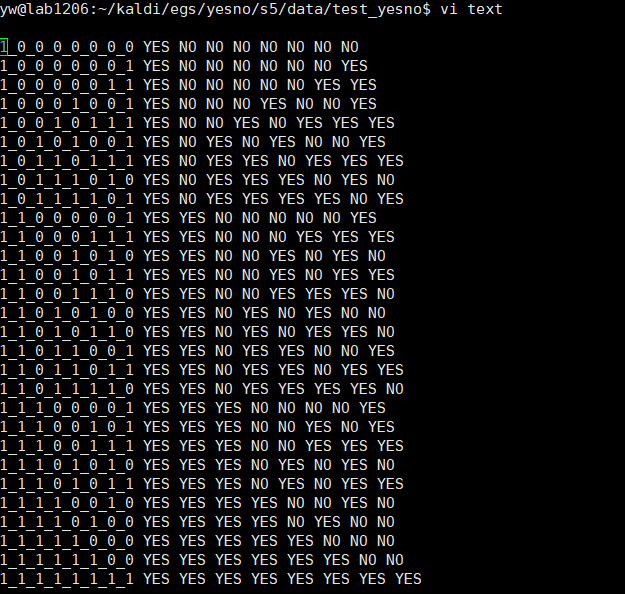 yw@lab1206:~/kaldi/egs/yesno/s5/data/test_yesno$ vi text
1_0_0_0_0_0_0_0 YES NO NO NO NO NO NO NO
1_0_0_0_0_0_0_1 YES NO NO NO NO NO NO YES
1_0_0_0_0_0_1_1 YES NO NO NO NO NO YES YES
1_0_0_0_1_0_0_1 YES NO NO NO YES NO NO YES
1_0_0_1_0_1_1_1 YES NO NO YES NO YES YES YES
1_0_1_0_1_0_0_1 YES NO YES NO YES NO NO YES
1_0_1_1_0_1_1_1 YES NO YES YES NO YES YES YES
1_0_1_1_1_0_1_0 YES NO YES YES YES NO YES NO
1_0_1_1_1_1_0_1 YES NO YES YES YES YES NO YES
1_1_0_0_0_0_0_1 YES YES NO NO NO NO NO YES
1_1_0_0_0_1_1_1 YES YES NO NO NO YES YES YES
1_1_0_0_1_0_1_0 YES YES NO NO YES NO YES NO
1_1_0_0_1_0_1_1 YES YES NO NO YES NO YES YES
1_1_0_0_1_1_1_0 YES YES NO NO YES YES YES NO
1_1_0_1_0_1_0_0 YES YES NO YES NO YES NO NO
1_1_0_1_0_1_1_0 YES YES NO YES NO YES YES NO
1_1_0_1_1_0_0_1 YES YES NO YES YES NO NO YES
1_1_0_1_1_0_1_1 YES YES NO YES YES NO YES YES
1_1_0_1_1_1_1_0 YES YES NO YES YES YES YES NO
1_1_1_0_0_0_0_1 YES YES YES NO NO NO NO YES
1_1_1_0_0_1_0_1 YES YES YES NO NO YES NO YES
1_1_1_0_0_1_1_1 YES YES YES NO NO YES YES YES
1_1_1_0_1_0_1_0 YES YES YES NO YES NO YES NO
1_1_1_0_1_0_1_1 YES YES YES NO YES NO YES YES
1_1_1_1_0_0_1_0 YES YES YES YES NO NO YES NO
1_1_1_1_0_1_0_0 YES YES YES YES NO YES NO NO
1_1_1_1_1_0_0_0 YES YES YES YES YES NO NO NO
1_1_1_1_1_1_0_0 YES YES YES YES YES YES NO NO
1_1_1_1_1_1_1_1 YES YES YES YES YES YES YES YES